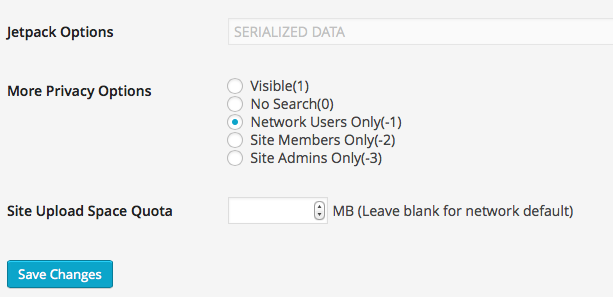 Jetpack Options SERIALIZED DATA
More Privacy Options
Visible(1)
No Search(0)
Network Users Only(-1)
Site Members Only(-2)
Site Admins Only(-3)
Site Upload Space Quota MB (Leave blank for network default)
Save Changes